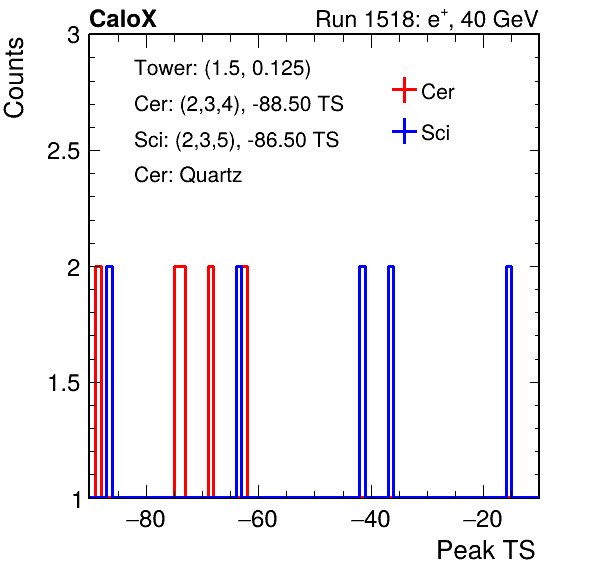 CaloX Run 1518: e⁺, 40 GeV
Counts
3
2.5
2
1.5
1
Tower: (1.5, 0.125)
Cer: (2,3,4), -88.50 TS
Sci: (2,3,5), -86.50 TS
Cer: Quartz
Cer
Sci
−80 −60 −40 −20
Peak TS